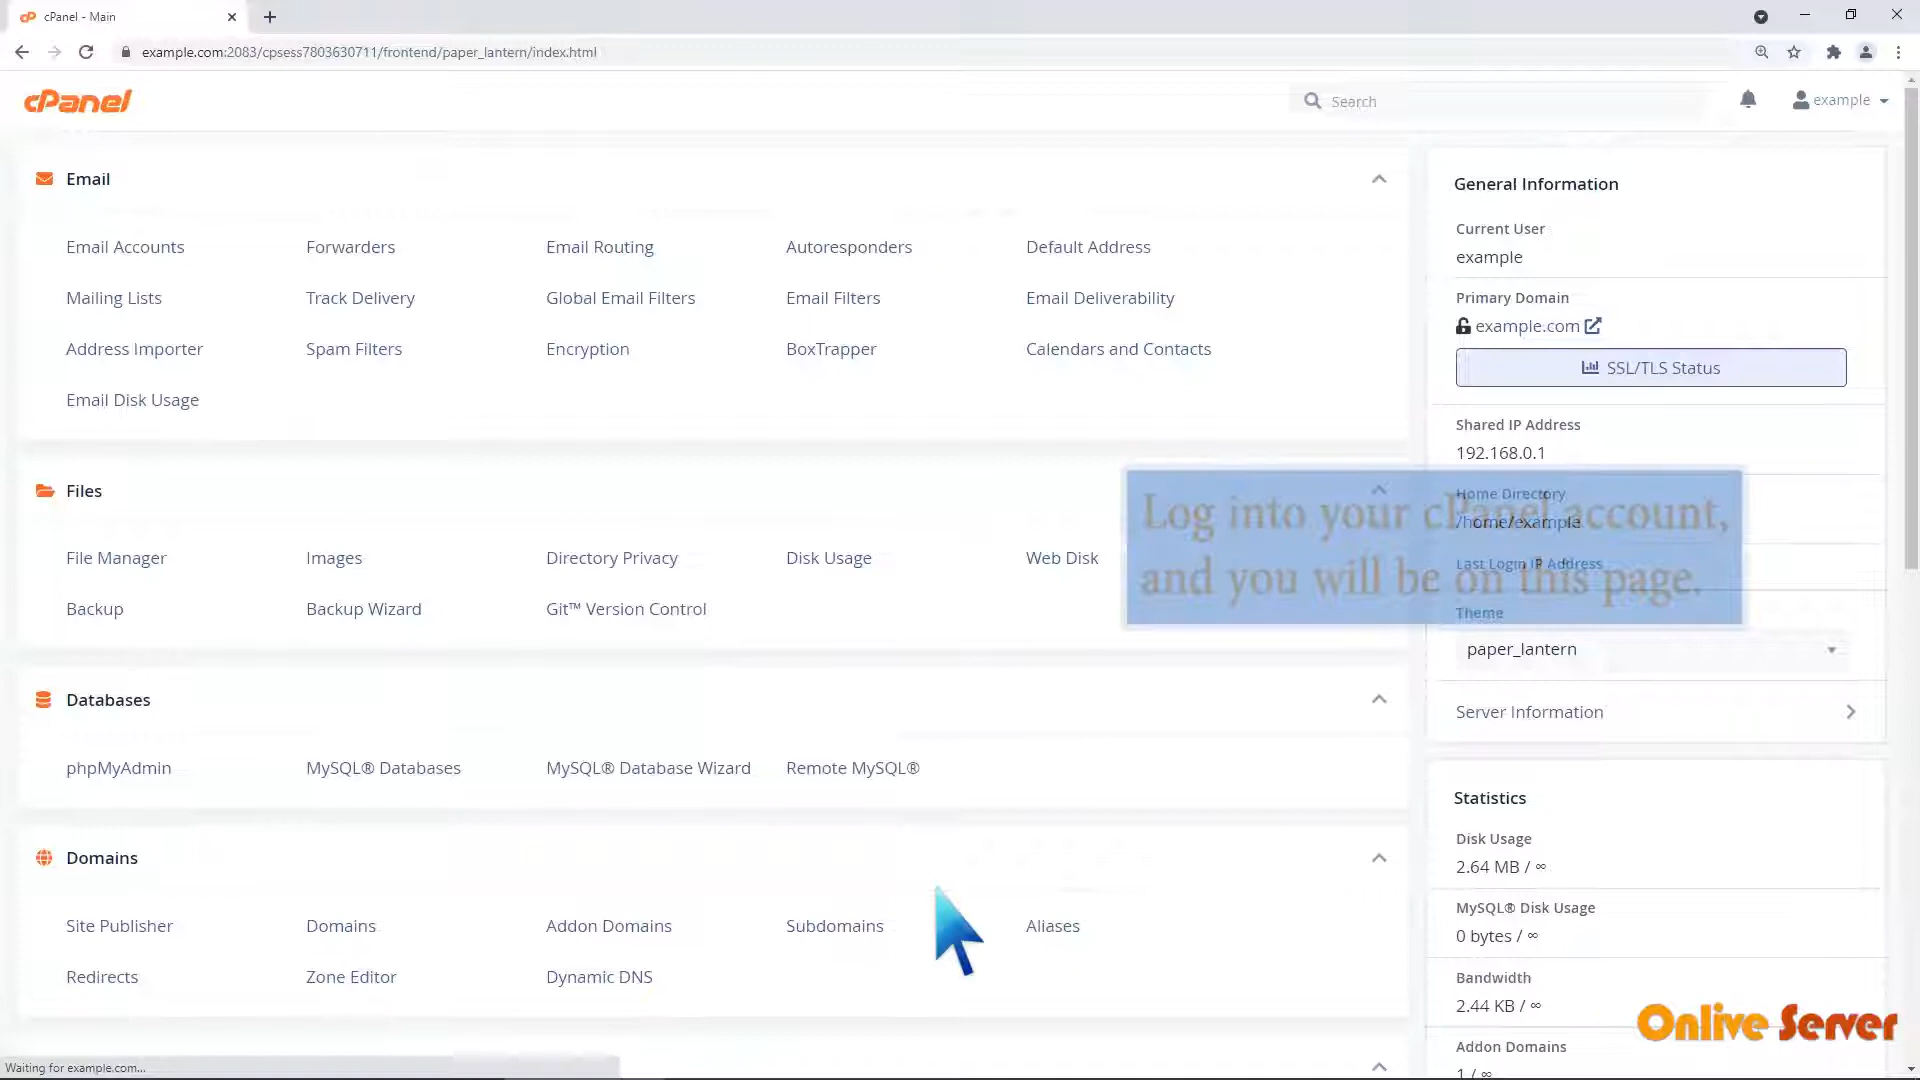 cPanel - Main
example.com:2083/cpsess7803630711/frontend/paper_lantern/index.html
cPanel
Search
example
Email
Email Accounts
Forwarders
Email Routing
Autoresponders
Default Address
Mailing Lists
Track Delivery
Global Email Filters
Email Filters
Email Deliverability
Address Importer
Spam Filters
Encryption
BoxTrapper
Calendars and Contacts
Email Disk Usage
Files
File Manager
Images
Directory Privacy
Disk Usage
Web Disk
Backup
Backup Wizard
Git™ Version Control
Databases
phpMyAdmin
MySQL® Databases
MySQL® Database Wizard
Remote MySQL®
Domains
Site Publisher
Domains
Addon Domains
Subdomains
Aliases
Redirects
Zone Editor
Dynamic DNS
General Information
Current User
example
Primary Domain
example.com
SSL/TLS Status
Shared IP Address
192.168.0.1
Home Directory
/home/example
Last Login IP Address
Theme
paper_lantern
Server Information
Log into your cPanel account,
and you will be on this page.
Statistics
Disk Usage
2.64 MB / ∞
MySQL® Disk Usage
0 bytes / ∞
Bandwidth
2.44 KB / ∞
Addon Domains
1 / ∞
Onlive Server
Waiting for example.com...